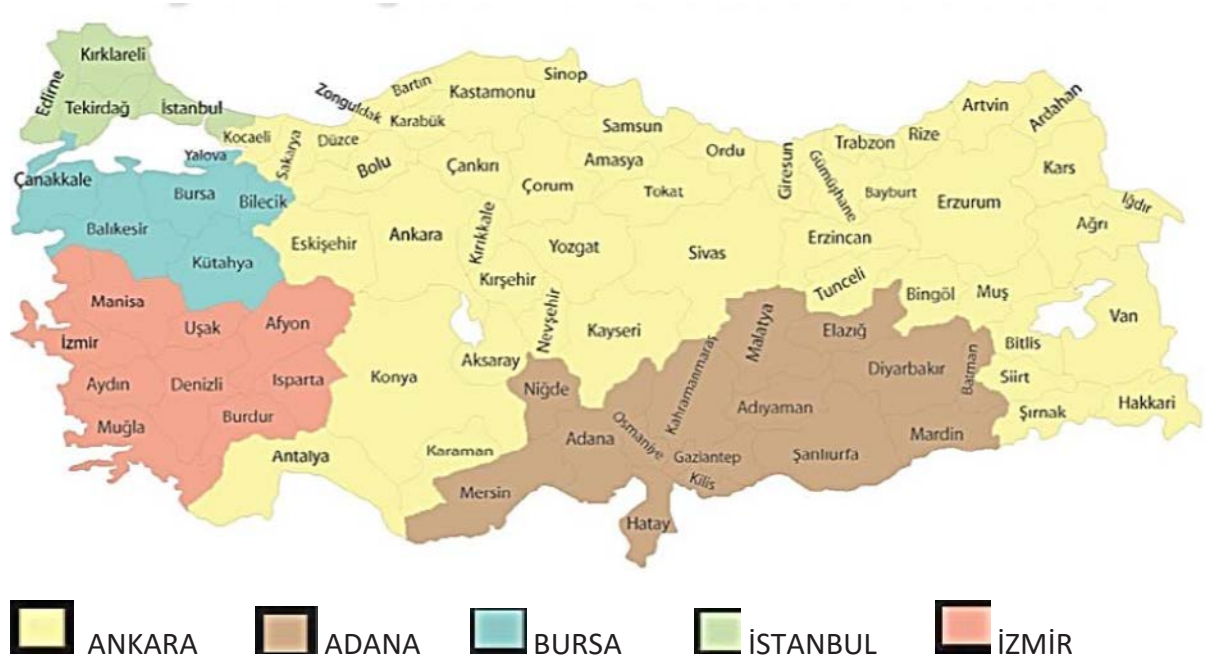 Kırklareli
Edirne
Tekirdağ
İstanbul
Kocaeli
Sakarya
Düzce
Zonguldak
Bartın
Karabük
Kastamonu
Sinop
Samsun
Ordu
Giresun
Gümüşhane
Trabzon
Rize
Artvin
Ardahan
Kars
Iğdır
Yalova
Çanakkale
Bursa
Bilecik
Bolu
Çankırı
Çorum
Amasya
Tokat
Bayburt
Erzurum
Ağrı
Balıkesir
Kütahya
Eskişehir
Ankara
Kırıkkale
Yozgat
Sivas
Erzincan
Kırşehir
Tunceli
Bingöl
Muş
Van
Manisa
Uşak
Afyon
İzmir
Nevşehir
Kayseri
Malatya
Elazığ
Bitlis
Aksaray
Aydın
Denizli
Isparta
Konya
Niğde
Kahramanmaraş
Diyarbakır
Batman
Siirt
Şırnak
Hakkari
Muğla
Burdur
Adıyaman
Mardin
Antalya
Karaman
Adana
Osmaniye
Gaziantep
Şanlıurfa
Kilis
Mersin
Hatay
ANKARA
ADANA
BURSA
İSTANBUL
İZMİR